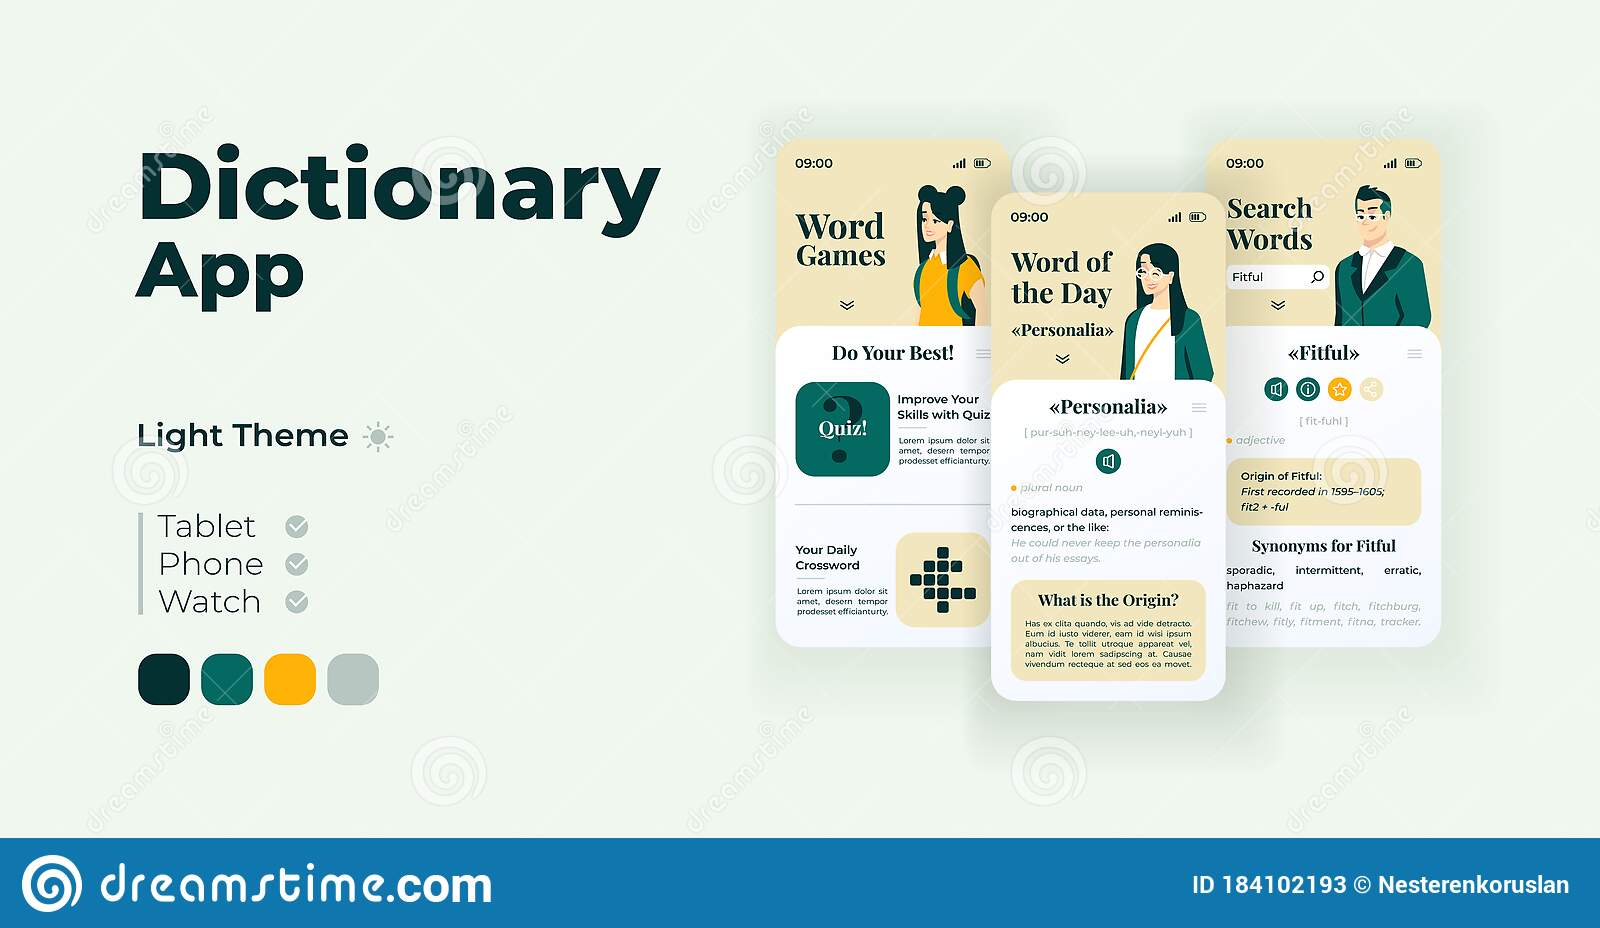 Dictionary
App
Light Theme
Tablet
Phone
Watch
09:00
Word
Games
Do Your Best!
Quiz!
Improve Your
Skills with Quiz
Lorem ipsum dolor sit
amet, desern tempor
prodesset efficianturty.
Your Daily
Crossword
Lorem ipsum dolor sit
amet, desern tempor
prodesset efficianturty.
09:00
Word of
the Day
«Personalia»
«Personalia»
[ pur-suh-ney-lee-uh,-neyl-yuh ]
plural noun
biographical data, personal reminis-
cences, or the like:
He could never keep the personalia
out of his essays.
What is the Origin?
Has ex clita quando, vis ad vide detracto.
Eum id iusto viderer, eam te wisi ipsum
albucius. Te tollit utroque appareat vel,
nam vidit lorem sadipscing at. Causae
vivendum recteque at sed eos ea movet.
09:00
Search
Words
Fitful
«Fitful»
[ fit-fuhl ]
adjective
Origin of Fitful:
First recorded in 1595–1605;
fit2 + -ful
Synonyms for Fitful
sporadic, intermittent, erratic,
haphazard
fit to kill, fit up, fitch, fitchburg,
fitchew, fitly, fitment, fitna, tracker.
dreamstime.com
ID 184102193 © Nesterenkoruslan